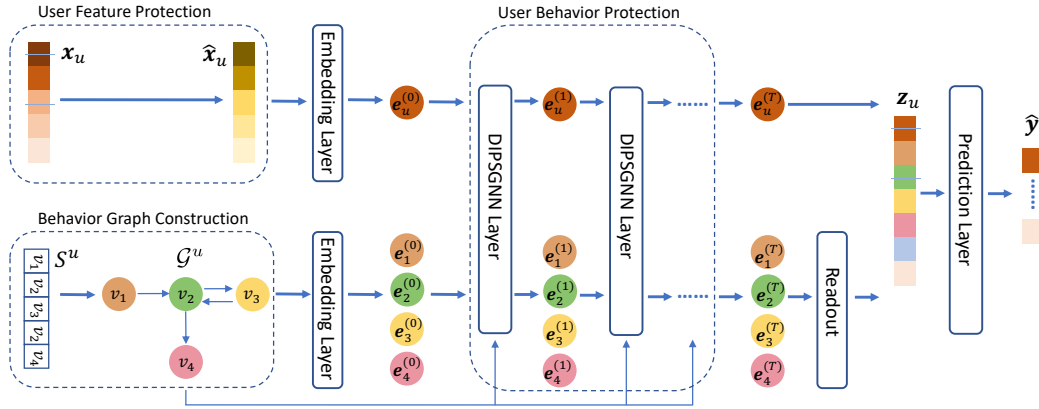 User Feature Protection
User Behavior Protection
𝒙_u
𝒙̂_u
Embedding Layer
𝒆_u^(0)
DIPSGNN Layer
𝒆_u^(1)
DIPSGNN Layer
𝒆_u^(T)
𝒛_u
Prediction Layer
𝒚̂
Behavior Graph Construction
S^u
𝒢^u
v_1
v_2
v_3
v_2
v_4
v_1
v_2
v_3
v_4
Embedding Layer
𝒆_1^(0)
𝒆_2^(0)
𝒆_3^(0)
𝒆_4^(0)
𝒆_1^(1)
𝒆_2^(1)
𝒆_3^(1)
𝒆_4^(1)
𝒆_1^(T)
𝒆_2^(T)
𝒆_3^(T)
𝒆_4^(T)
Readout